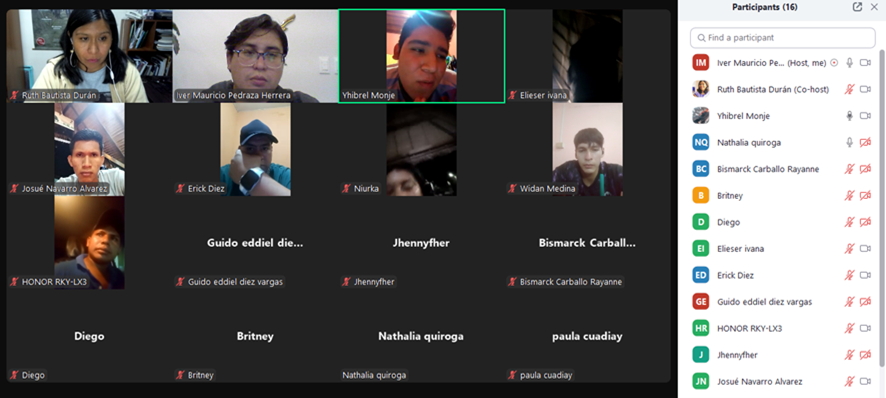 Ruth Bautista Durán
Iver Mauricio Pedraza Herrera
Yhibrel Monje
Elieser ivana
Josué Navarro Alvarez
Erick Diez
Niurka
Widan Medina
HONOR RKY-LX3
Guido eddiel die...
Guido eddiel diez vargas
Jhennyfher
Jhennyfher
Bismarck Carball...
Bismarck Carballo Rayanne
Diego
Diego
Britney
Britney
Nathalia quiroga
Nathalia quiroga
paula cuadiay
paula cuadiay
Participants (16)
Find a participant
IM Iver Mauricio Pe... (Host, me)
Ruth Bautista Durán (Co-host)
Yhibrel Monje
NQ Nathalia quiroga
BC Bismarck Carballo Rayanne
B Britney
D Diego
EI Elieser ivana
ED Erick Diez
GE Guido eddiel diez vargas
HR HONOR RKY-LX3
J Jhennyfher
JN Josué Navarro Alvarez